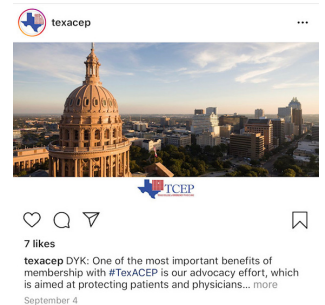 texacep
TCEP
7 likes
texacep DYK: One of the most important benefits of
membership with #TexACEP is our advocacy effort, which
is aimed at protecting patients and physicians... more
September 4